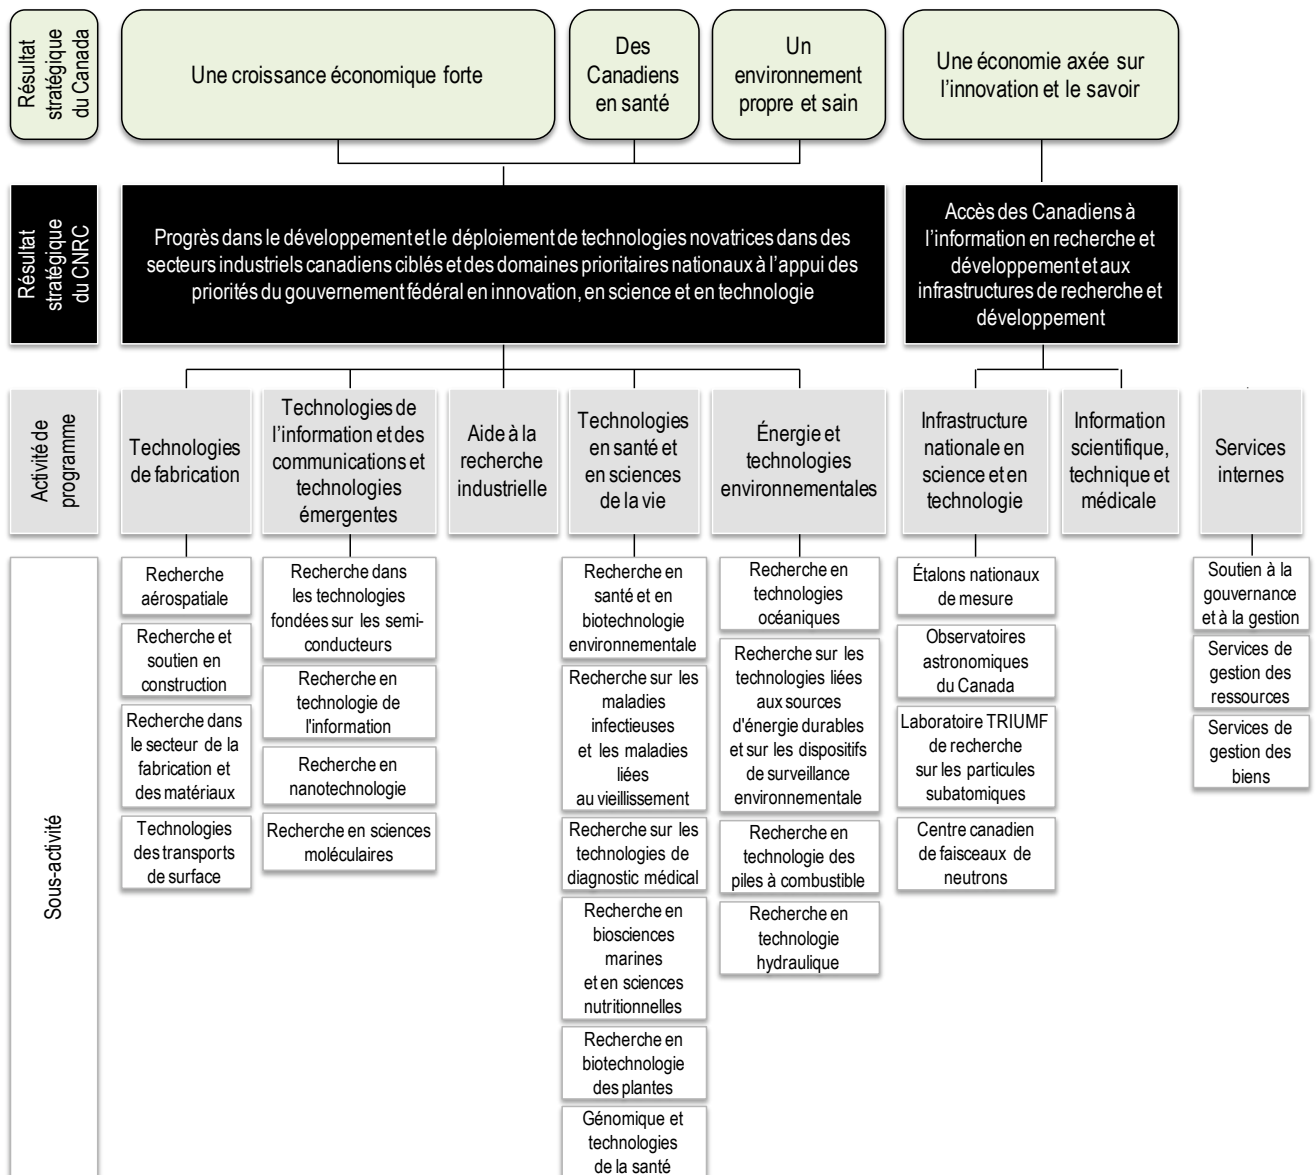 Résultat
stratégique
du Canada
Une croissance économique forte
Des
Canadiens
en santé
Un
environnement
propre et sain
Une économie axée sur
l'innovation et le savoir
Résultat
stratégique
du CNRC
Progrès dans le développement et le déploiement de technologies novatrices dans des
secteurs industriels canadiens ciblés et des domaines prioritaires nationaux à l'appui des
priorités du gouvernement fédéral en innovation, en science et en technologie
Accès des Canadiens à
l'information en recherche et
développement et aux
infrastructures de recherche et
développement
Activité de
programme
Technologies
de fabrication
Technologies de
l'information et des
communications et
technologies
émergentes
Aide à la
recherche
industrielle
Technologies
en santé et
en sciences
de la vie
Énergie et
technologies
environnementales
Infrastructure
nationale en
science et en
technologie
Information
scientifique,
technique et
médicale
Services
internes
Sous-activité
Recherche
aérospatiale
Recherche et
soutien en
construction
Recherche dans
le secteur de la
fabrication et
des matériaux
Technologies
des transports
de surface
Recherche dans
les technologies
fondées sur les semi-
conducteurs
Recherche en
technologie de
l'information
Recherche en
nanotechnologie
Recherche en sciences
moléculaires
Recherche en
santé et en
biotechnologie
environnementale
Recherche sur les
maladies
infectieuses
et les maladies
liées
au vieillissement
Recherche sur les
technologies de
diagnostic médical
Recherche en
biosciences
marines
et en sciences
nutritionnelles
Recherche en
biotechnologie
des plantes
Génomique et
technologies
de la santé
Recherche en
technologies
océaniques
Recherche sur les
technologies liées
aux sources
d'énergie durables
et sur les dispositifs
de surveillance
environnementale
Recherche en
technologie des
piles à combustible
Recherche en
technologie
hydraulique
Étalons nationaux
de mesure
Observatoires
astronomiques
du Canada
Laboratoire TRIUMF
de recherche
sur les particules
subatomiques
Centre canadien
de faisceaux de
neutrons
Soutien à la
gouvernance
et à la gestion
Services de
gestion des
ressources
Services de
gestion des
biens